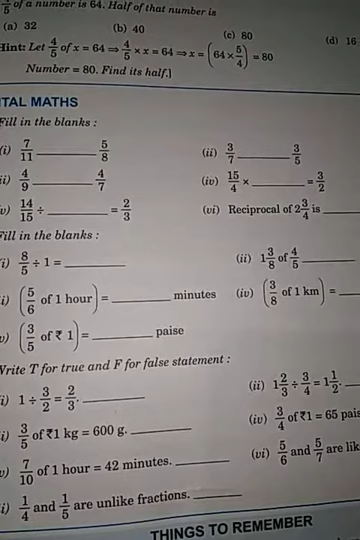 4/5 of a number is 64. Half of that number is
(a) 32 (b) 40 (c) 80 (d) 16
Hint: Let 4/5 of x = 64 ⇒ 4/5 × x = 64 ⇒ x = (64 × 5/4) = 80
Number = 80. Find its half.]
TAL MATHS
Fill in the blanks :
(i) 7/11 ______ 5/8 (ii) 3/7 ______ 3/5
ii) 4/9 ______ 4/7 (iv) 15/4 × ______ = 3/2
v) 14/15 ÷ ______ = 2/3 (vi) Reciprocal of 2 3/4 is ______
Fill in the blanks :
i) 8/5 ÷ 1 = ______ (ii) 1 3/8 of 4/5 ______
i) (5/6 of 1 hour) = ______ minutes (iv) (3/8 of 1 km) = ___
v) (3/5 of ₹ 1) = ______ paise
Write T for true and F for false statement :
i) 1 ÷ 3/2 = 2/3. ______ (ii) 1 2/3 ÷ 3/4 = 1 1/2. ___
i) 3/5 of ₹1 kg = 600 g. ______ (iv) 3/4 of ₹1 = 65 pais
v) 7/10 of 1 hour = 42 minutes. ______ (vi) 5/6 and 5/7 are lik
i) 1/4 and 1/5 are unlike fractions. ______
THINGS TO REMEMBER